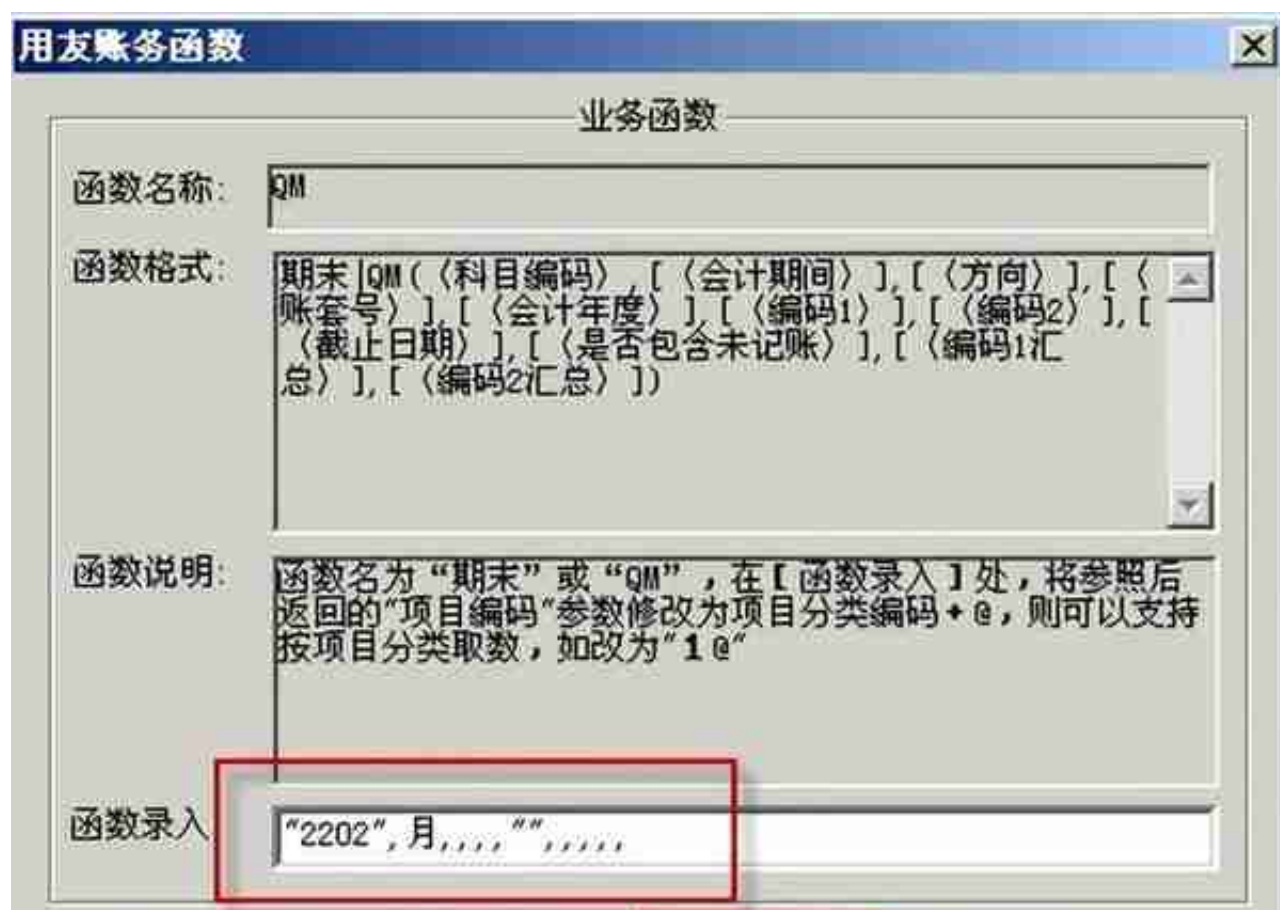 用友账务函数
业务函数
函数名称:
QM
函数格式:
期末|QM(〈科目编码〉,[〈会计期间〉],[〈方向〉],[〈
账套号〉],[〈会计年度〉],[〈编码1〉],[〈编码2〉],[
〈截止日期〉],[〈是否包含未记账〉],[〈编码1汇
总〉],[〈编码2汇总〉])
函数说明:
函数名为“期末”或“QM”，在【函数录入】处，将参照后
返回的"项目编码"参数修改为项目分类编码+@，则可以支持
按项目分类取数，如改为"1@"
函数录入
"2202",月,,,,"",,,,,